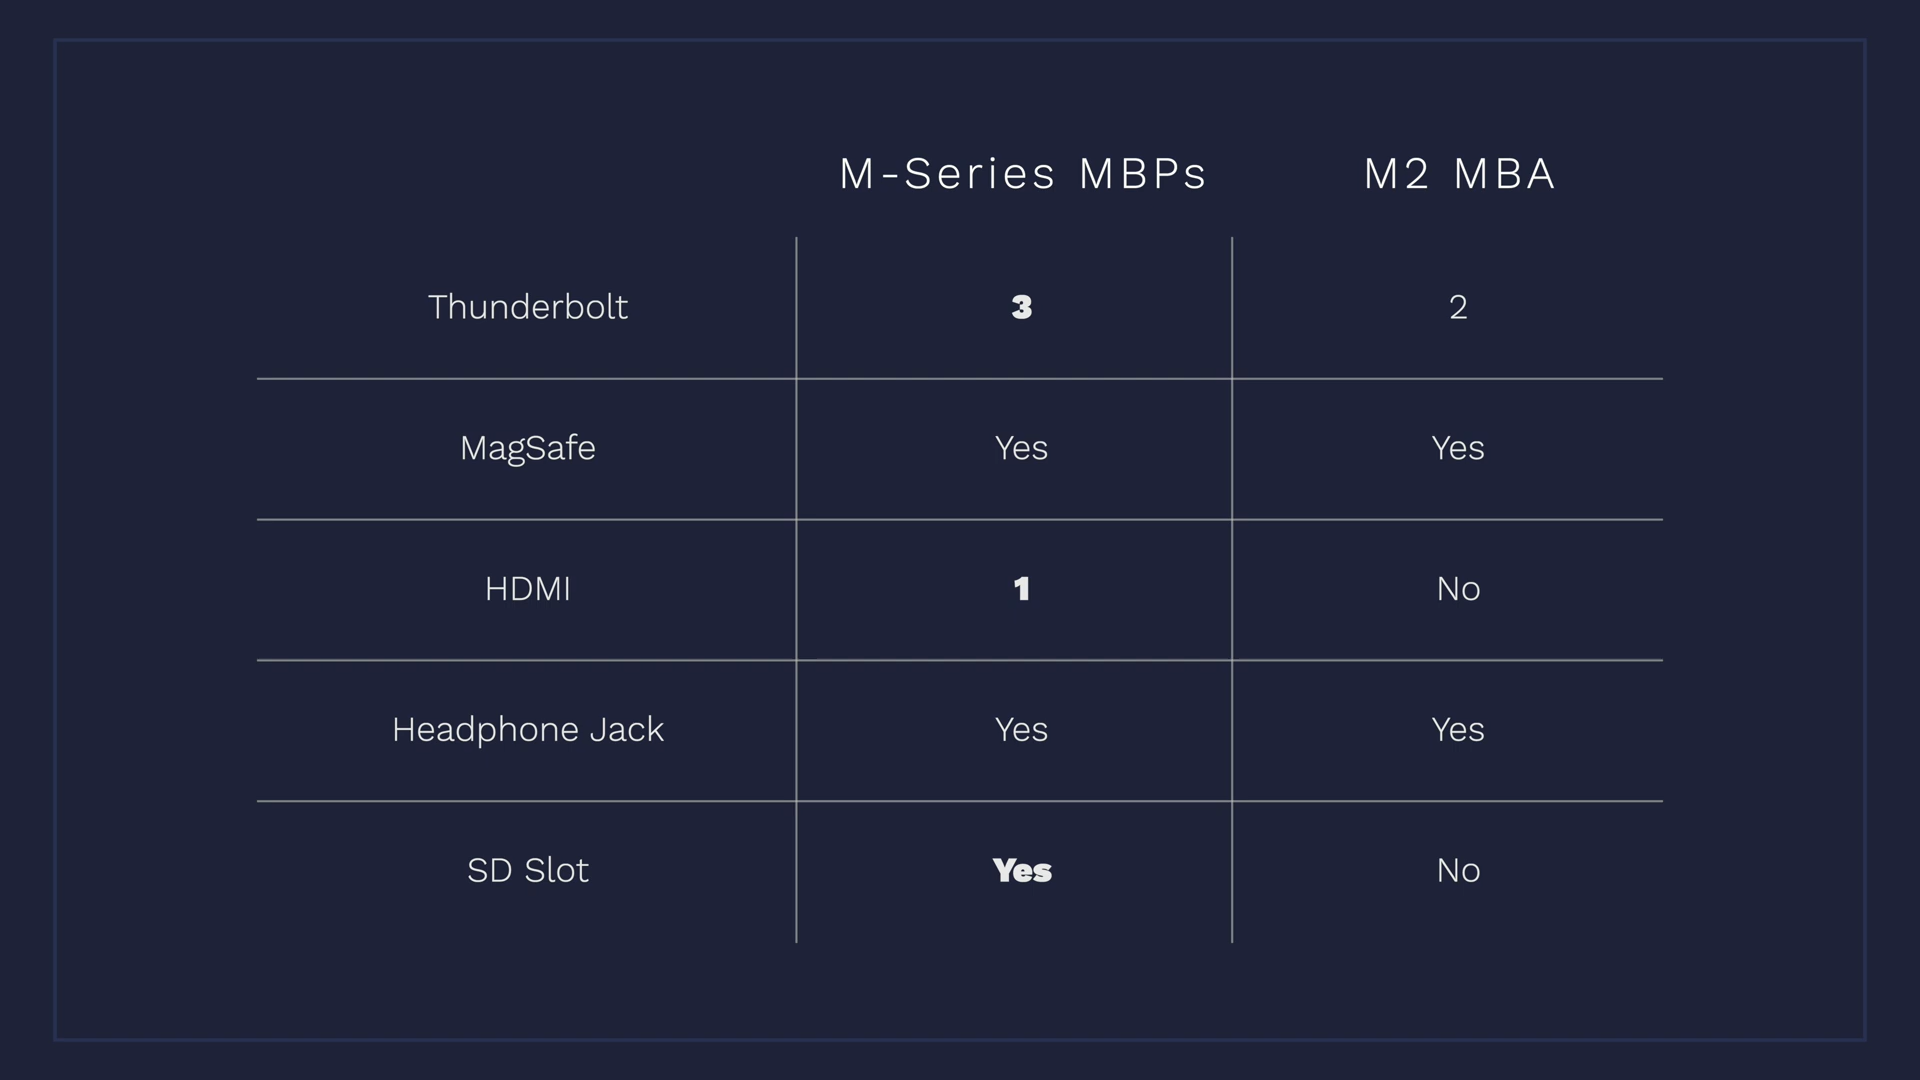 M-Series MBPs M2 MBA
Thunderbolt 3 2
MagSafe Yes Yes
HDMI 1 No
Headphone Jack Yes Yes
SD Slot Yes No